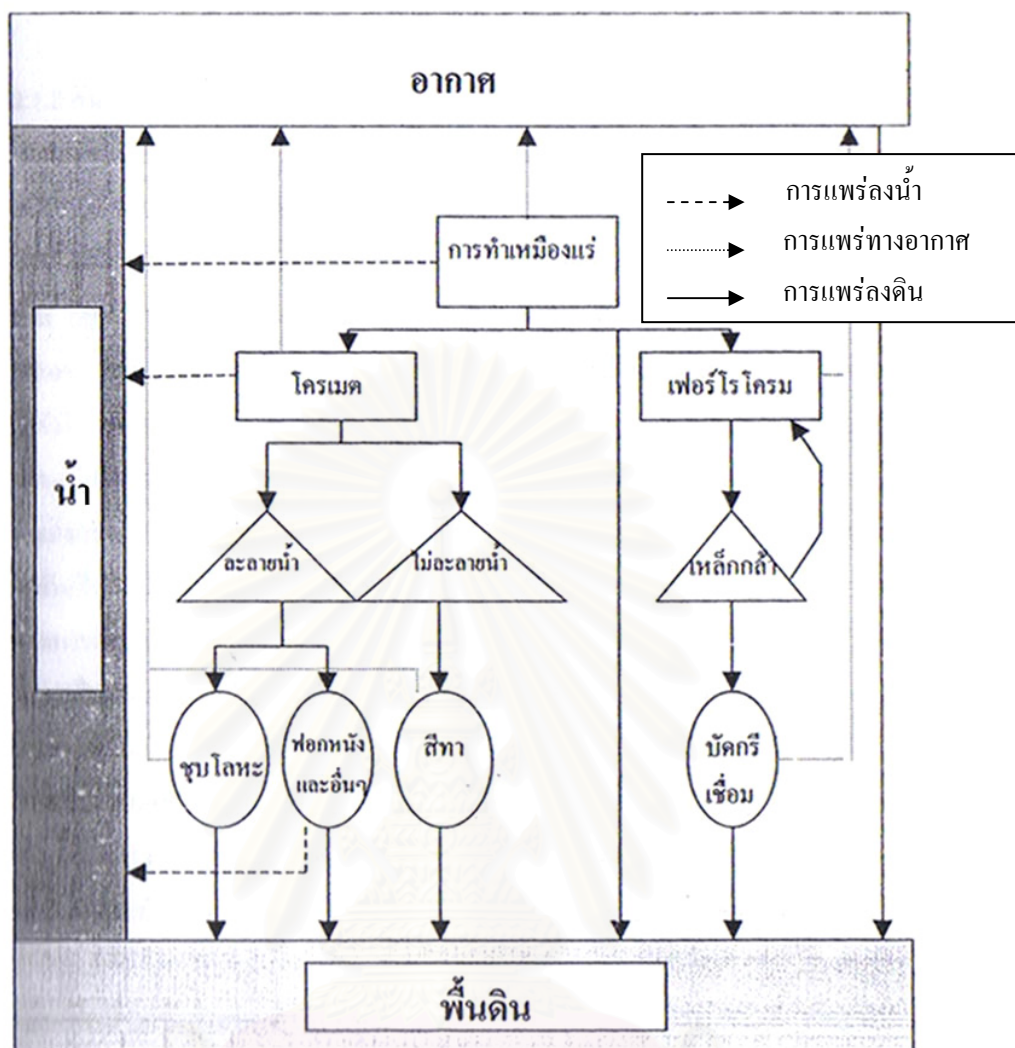 อากาศ
การแพร่ลงน้ำ
การแพร่ทางอากาศ
การแพร่ลงดิน
การทำเหมืองแร่
โครเมต
เฟอร์โรโครม
น้ำ
ละลายน้ำ
ไม่ละลายน้ำ
เหล็กกล้า
ชุบโลหะ
ฟอกหนัง
และอื่นๆ
สีทา
บัดกรี
เชื่อม
พื้นดิน